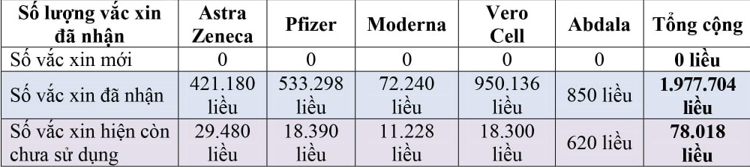 Số lượng vắc xin đã nhận | Astra Zeneca | Pfizer | Moderna | Vero Cell | Abdala | Tổng cộng
Số vắc xin mới | 0 | 0 | 0 | 0 | 0 | 0 liều
Số vắc xin đã nhận | 421.180 liều | 533.298 liều | 72.240 liều | 950.136 liều | 850 liều | 1.977.704 liều
Số vắc xin hiện còn chưa sử dụng | 29.480 liều | 18.390 liều | 11.228 liều | 18.300 liều | 620 liều | 78.018 liều